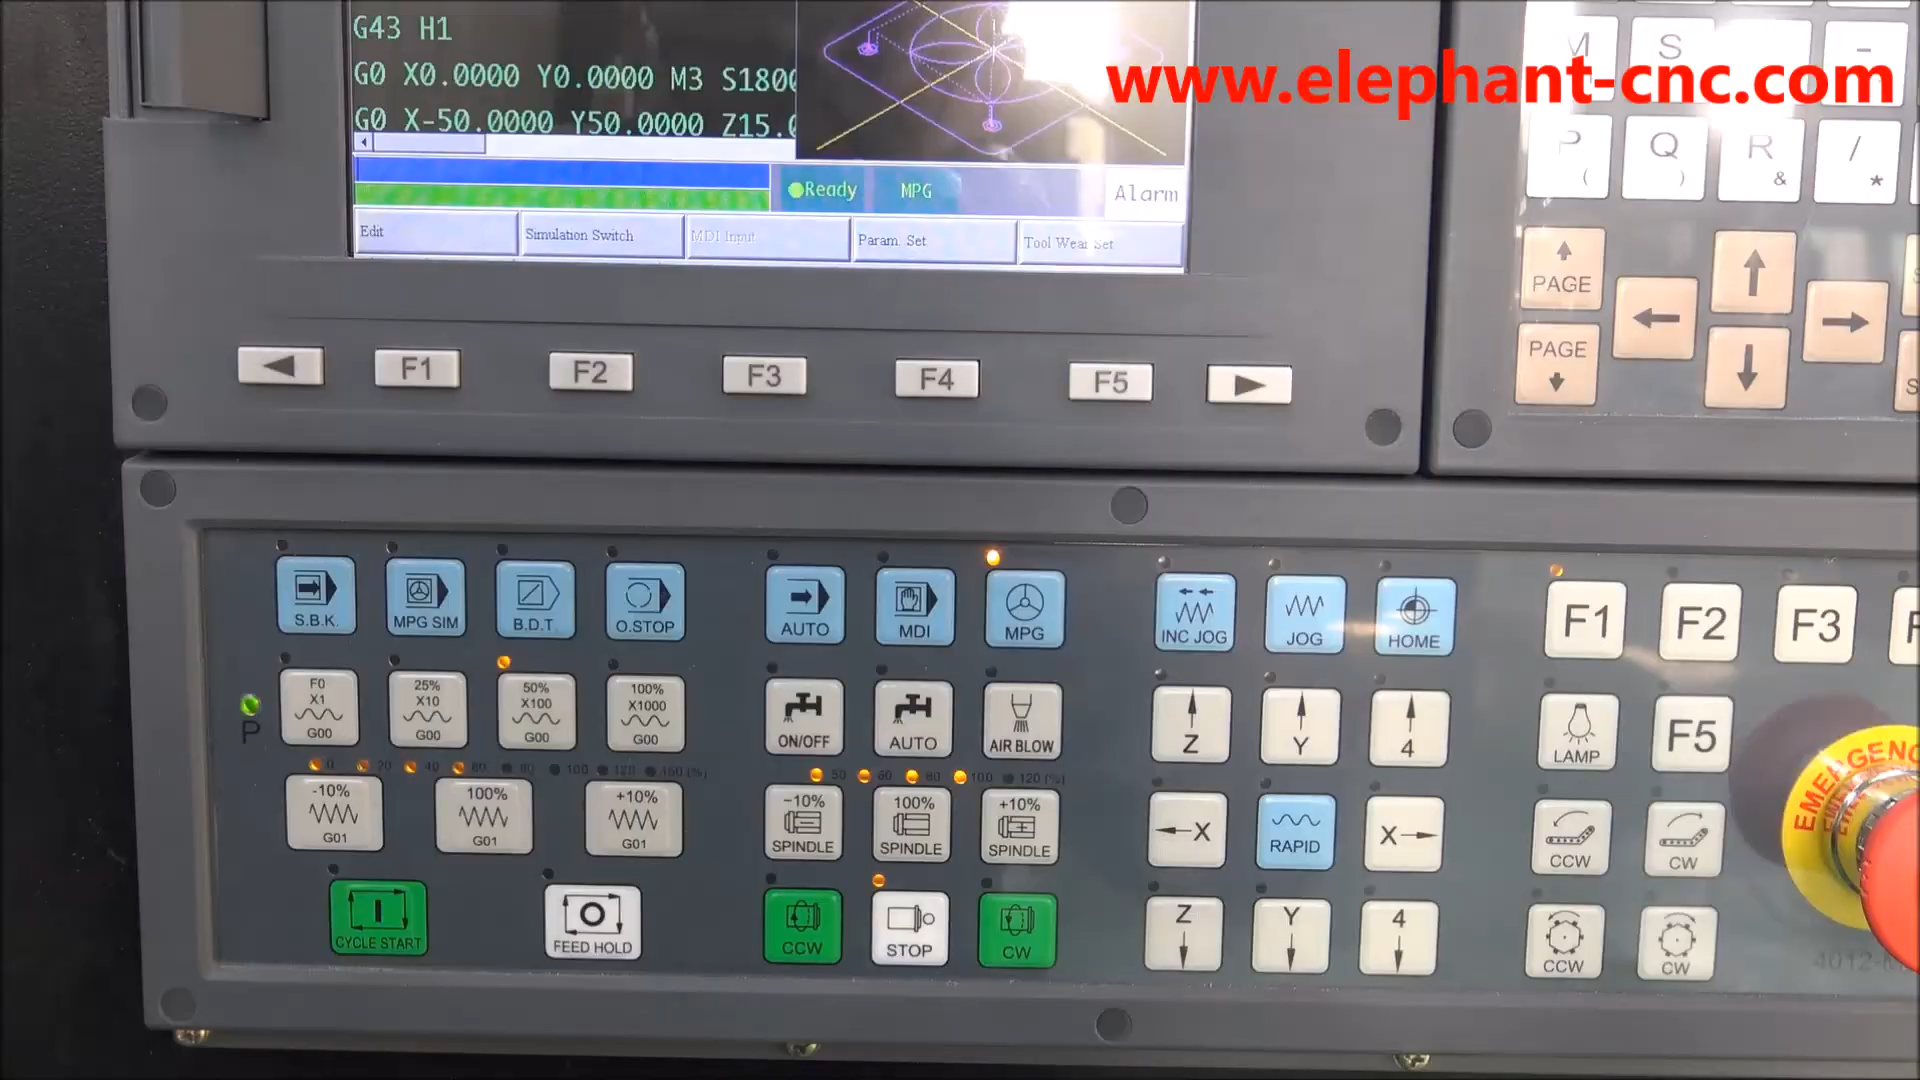 G43 H1
G0 X0.0000 Y0.0000 M3 S1800
G0 X-50.0000 Y50.0000 Z15.0
www.elephant-cnc.com
Ready MPG Alarm
Edit Simulation Switch MDI Input Param. Set Tool Wear Set
M S -
P ( Q ) R & / *
PAGE
PAGE
F1 F2 F3 F4 F5
S.B.K. MPG SIM B.D.T. O.STOP AUTO MDI MPG INC JOG JOG HOME F1 F2 F3
F0 X1 G00
25% X10 G00
50% X100 G00
100% X1000 G00
P
ON/OFF AUTO AIR BLOW Z Y 4 LAMP F5
0 20 40 60 80 100 120 150 (%)
50 60 80 100 120 (%)
-10% G01
100% G01
+10% G01
-10% SPINDLE
100% SPINDLE
+10% SPINDLE
X RAPID X CCW CW
EMERGENC
CYCLE START FEED HOLD CCW STOP CW Z Y 4 CCW CW